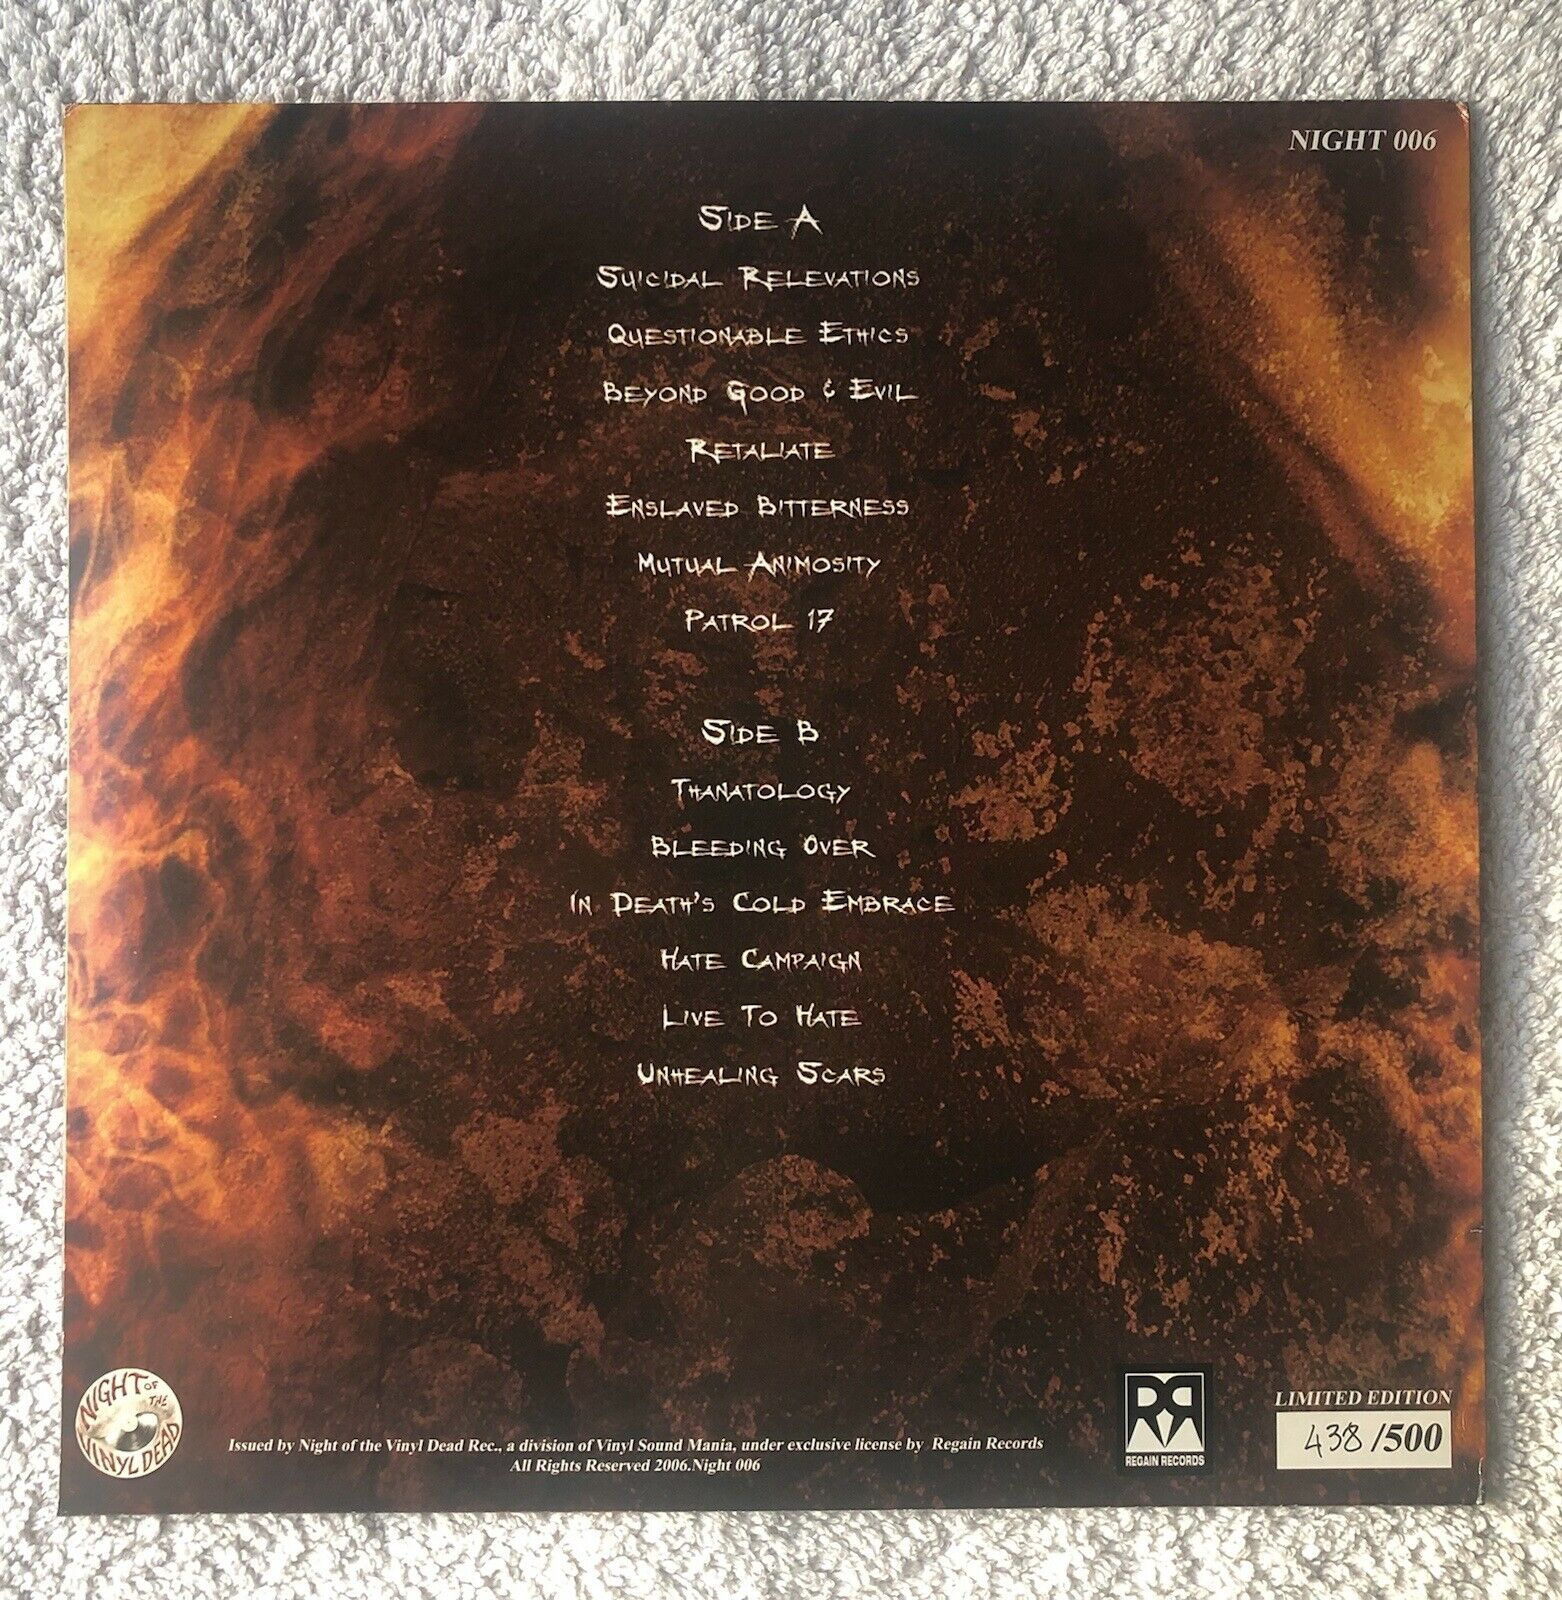 NIGHT 006
SIDE A
SUICIDAL RELEVATIONS
QUESTIONABLE ETHICS
BEYOND GOOD & EVIL
RETALIATE
ENSLAVED BITTERNESS
MUTUAL ANIMOSITY
PATROL 17
SIDE B
THANATOLOGY
BLEEDING OVER
IN DEATH'S COLD EMBRACE
HATE CAMPAIGN
LIVE TO HATE
UNHEALING SCARS
NIGHT OF THE VINYL DEAD
Issued by Night of the Vinyl Dead Rec., a division of Vinyl Sound Mania, under exclusive license by Regain Records
All Rights Reserved 2006.Night 006
REGAIN RECORDS
LIMITED EDITION
438 /500